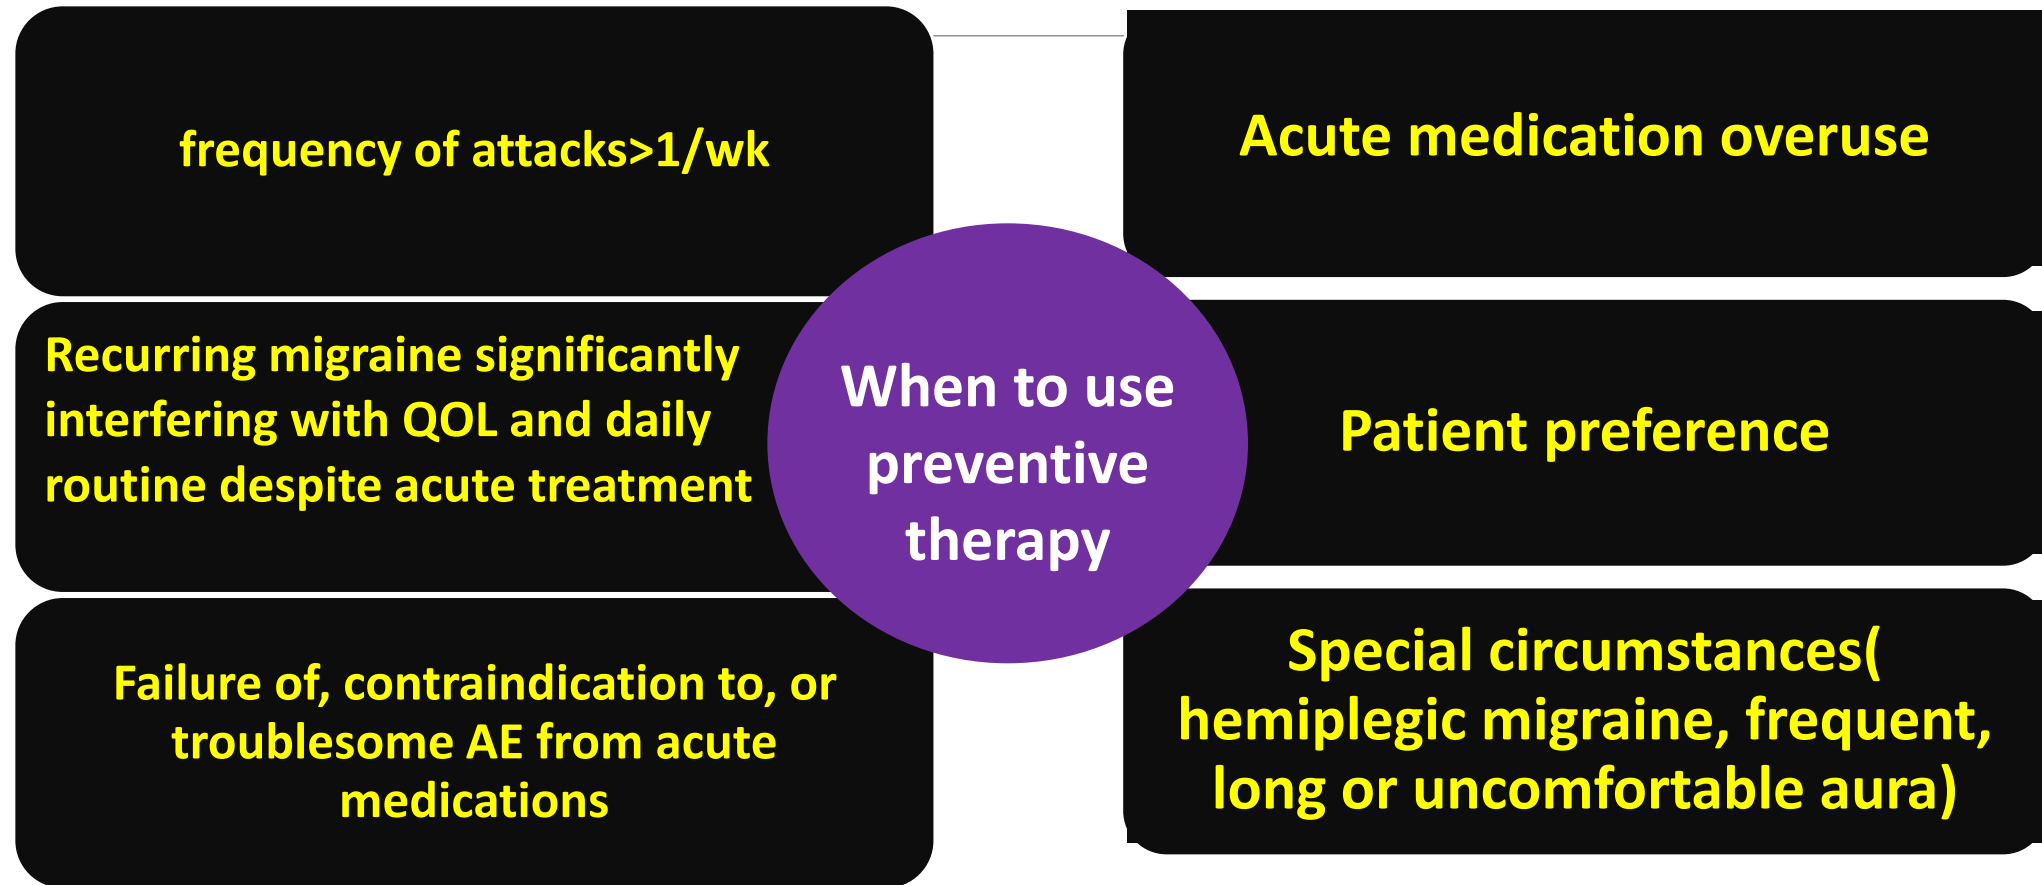 frequency of attacks>1/wk
Recurring migraine significantly
interfering with QOL and daily
routine despite acute treatment
Failure of, contraindication to, or
troublesome AE from acute
medications
When to use
preventive
therapy
Acute medication overuse
Patient preference
Special circumstances(
hemiplegic migraine, frequent,
long or uncomfortable aura)